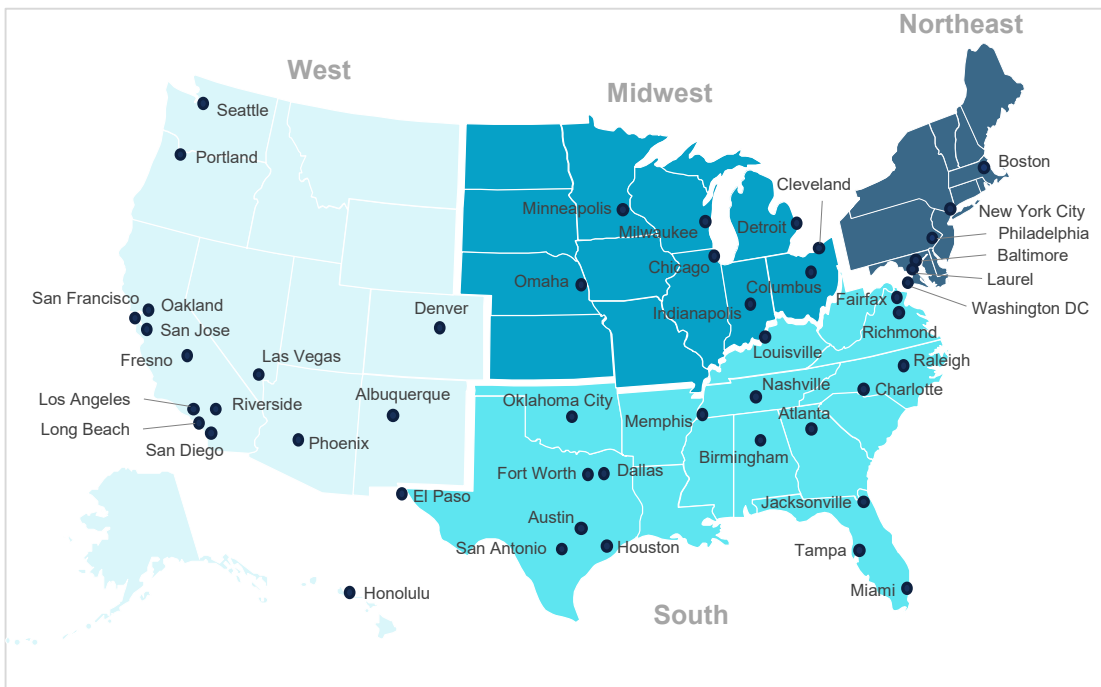 Northeast
West
Midwest
Seattle
Portland
Boston
Cleveland
Minneapolis
New York City
Milwaukee
Detroit
Philadelphia
Baltimore
Chicago
Laurel
Omaha
Columbus
San Francisco
Oakland
Fairfax
Denver
Washington DC
Indianapolis
San Jose
Richmond
Louisville
Fresno
Las Vegas
Raleigh
Nashville
Albuquerque
Charlotte
Los Angeles
Riverside
Oklahoma City
Atlanta
Memphis
Long Beach
Phoenix
San Diego
Birmingham
Fort Worth
Dallas
El Paso
Jacksonville
Austin
San Antonio
Houston
Tampa
Miami
Honolulu
South